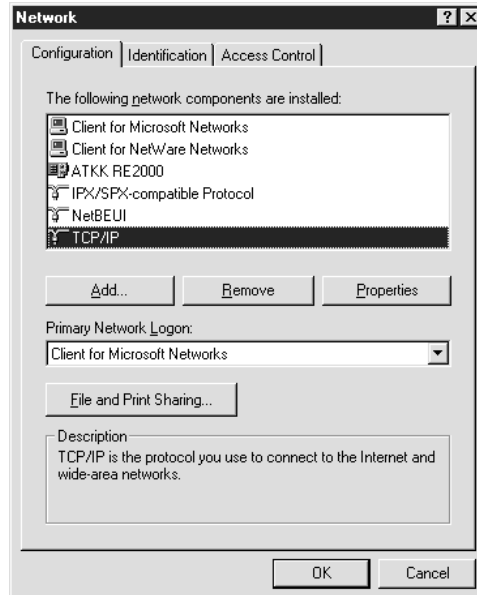 Network
Configuration Identification Access Control
The following network components are installed:
Client for Microsoft Networks
Client for NetWare Networks
ATKK RE2000
IPX/SPX-compatible Protocol
NetBEUI
TCP/IP
Add... Remove Properties
Primary Network Logon:
Client for Microsoft Networks
File and Print Sharing...
Description
TCP/IP is the protocol you use to connect to the Internet and
wide-area networks.
OK Cancel